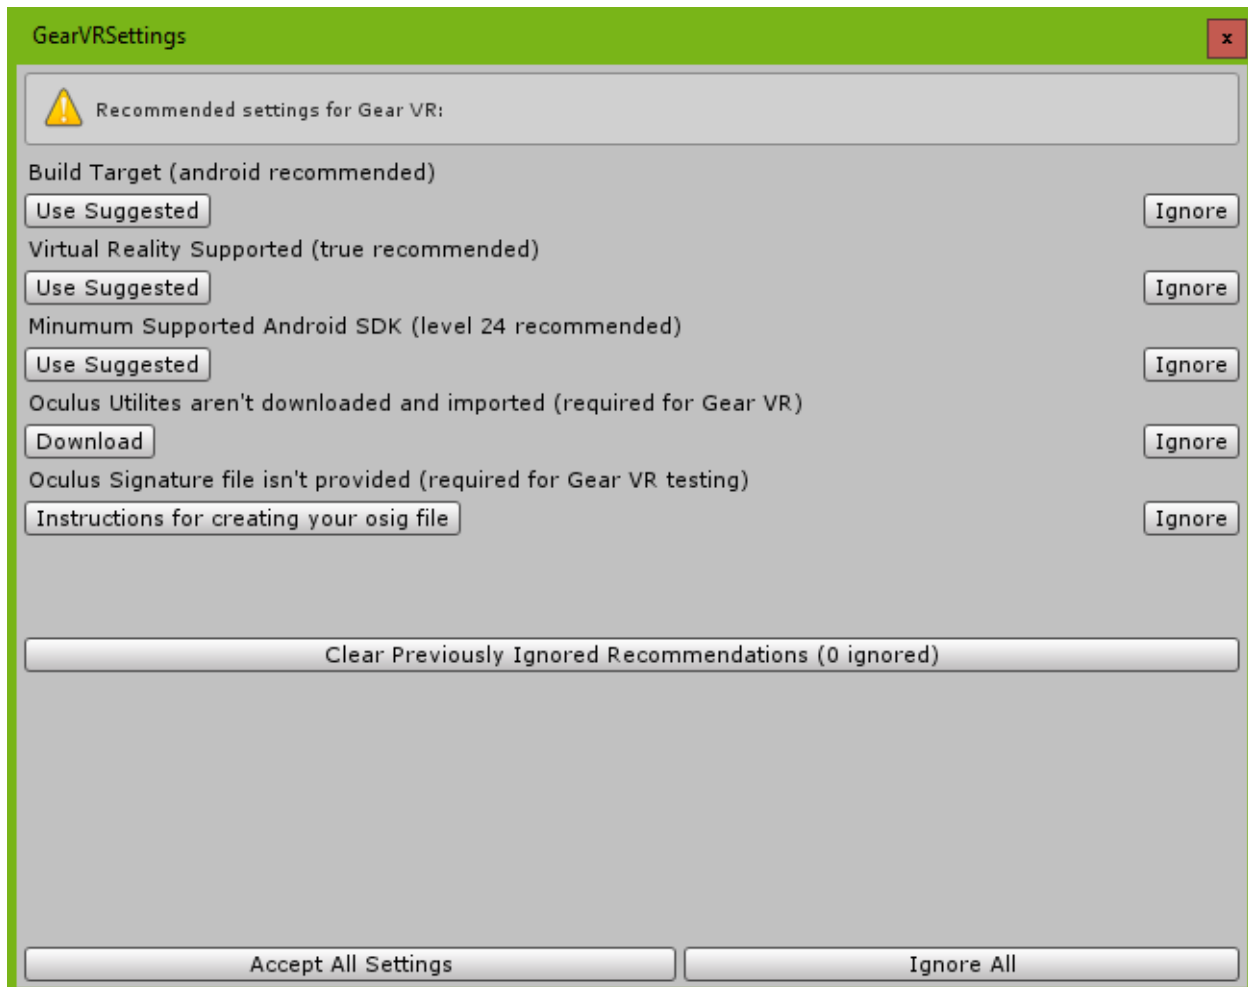 GearVRSettings
x
Recommended settings for Gear VR:
Build Target (android recommended)
Use Suggested Ignore
Virtual Reality Supported (true recommended)
Use Suggested Ignore
Minumum Supported Android SDK (level 24 recommended)
Use Suggested Ignore
Oculus Utilites aren't downloaded and imported (required for Gear VR)
Download Ignore
Oculus Signature file isn't provided (required for Gear VR testing)
Instructions for creating your osig file Ignore
Clear Previously Ignored Recommendations (0 ignored)
Accept All Settings Ignore All